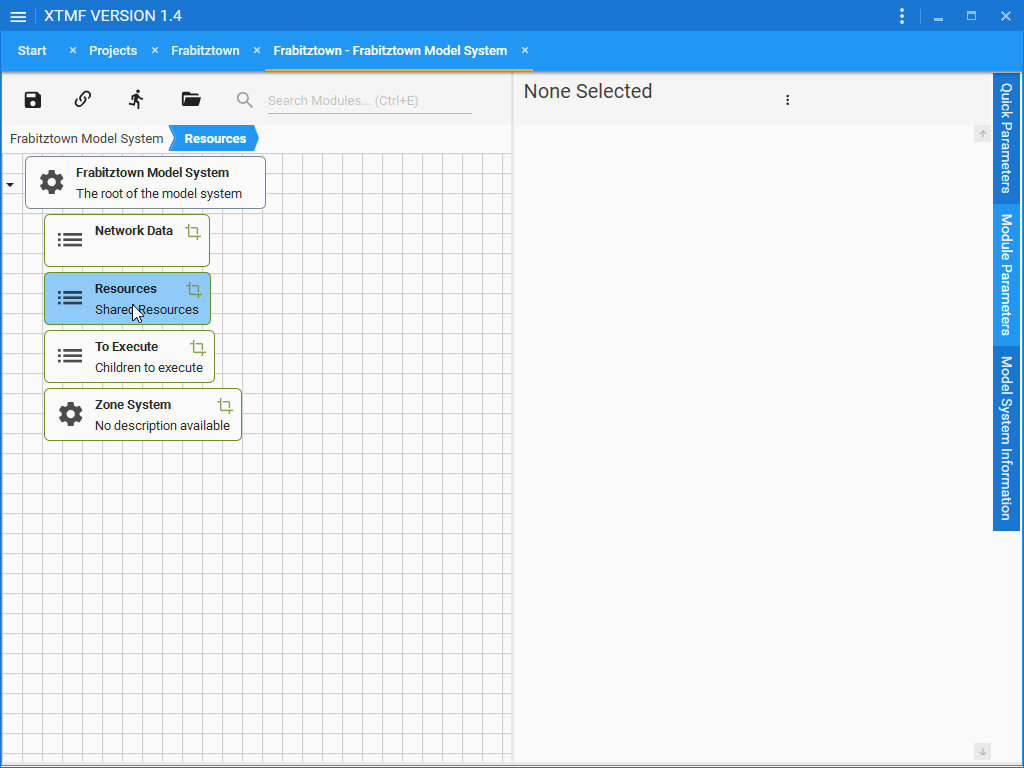 XTMF VERSION 1.4
Start × Projects × Frabitztown × Frabitztown - Frabitztown Model System ×
Search Modules... (Ctrl+E)
None Selected
Frabitztown Model System Resources
Frabitztown Model System
The root of the model system
Network Data
Resources
Shared Resources
To Execute
Children to execute
Zone System
No description available
Quick Parameters
Module Parameters
Model System Information